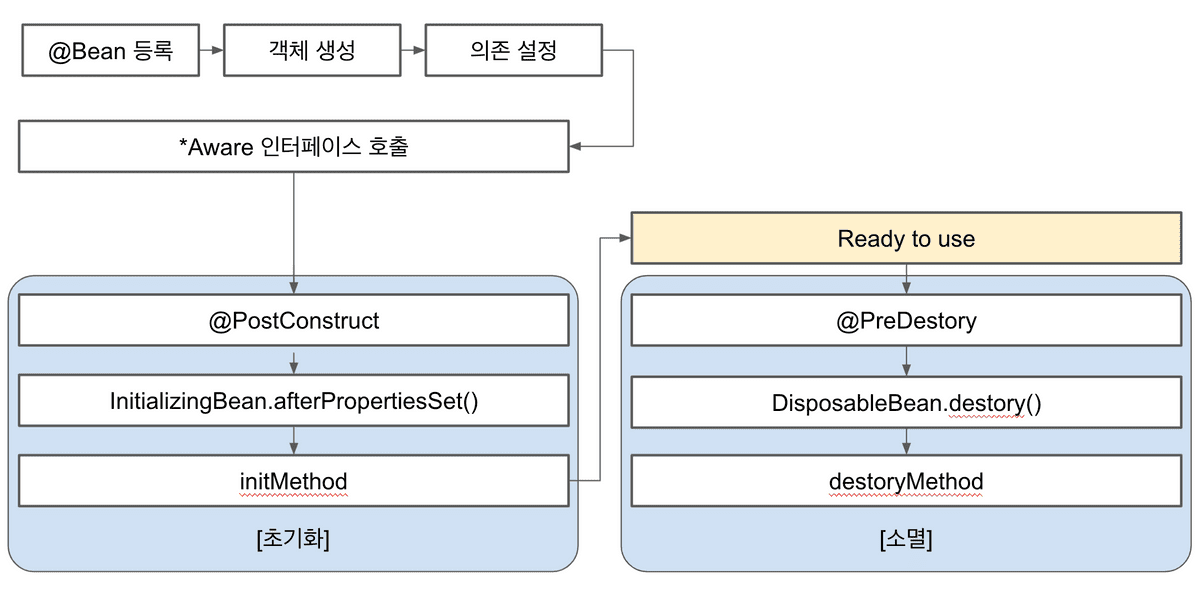 @Bean 등록
객체 생성
의존 설정
*Aware 인터페이스 호출
@PostConstruct
InitializingBean.afterPropertiesSet()
initMethod
[초기화]
Ready to use
@PreDestory
DisposableBean.destory()
destoryMethod
[소멸]